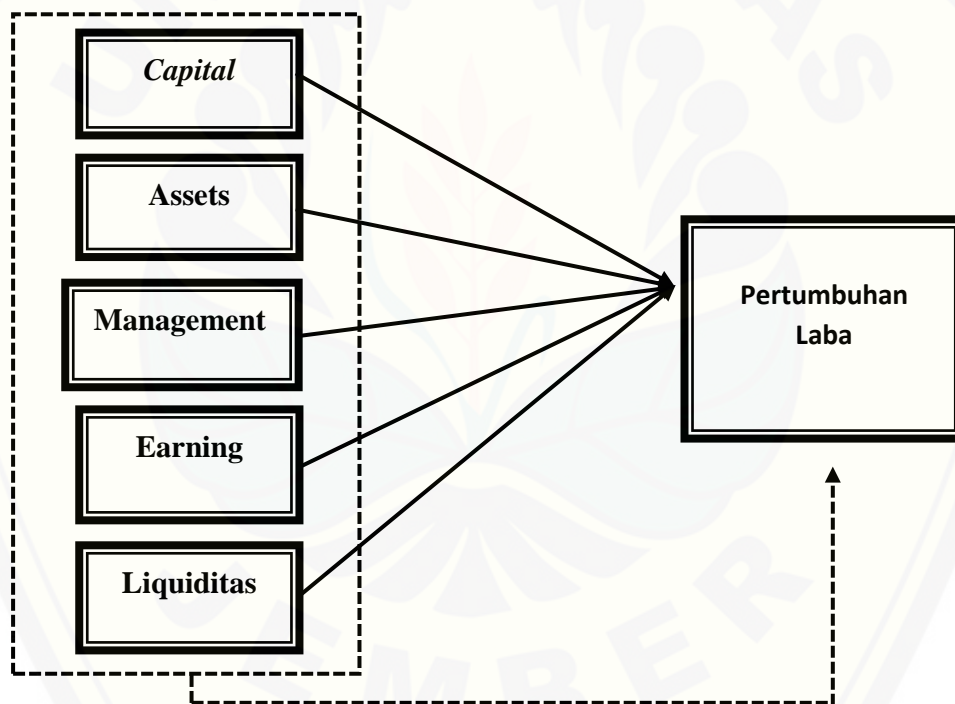 Capital
Assets
Management
Pertumbuhan
Laba
Earning
Liquiditas